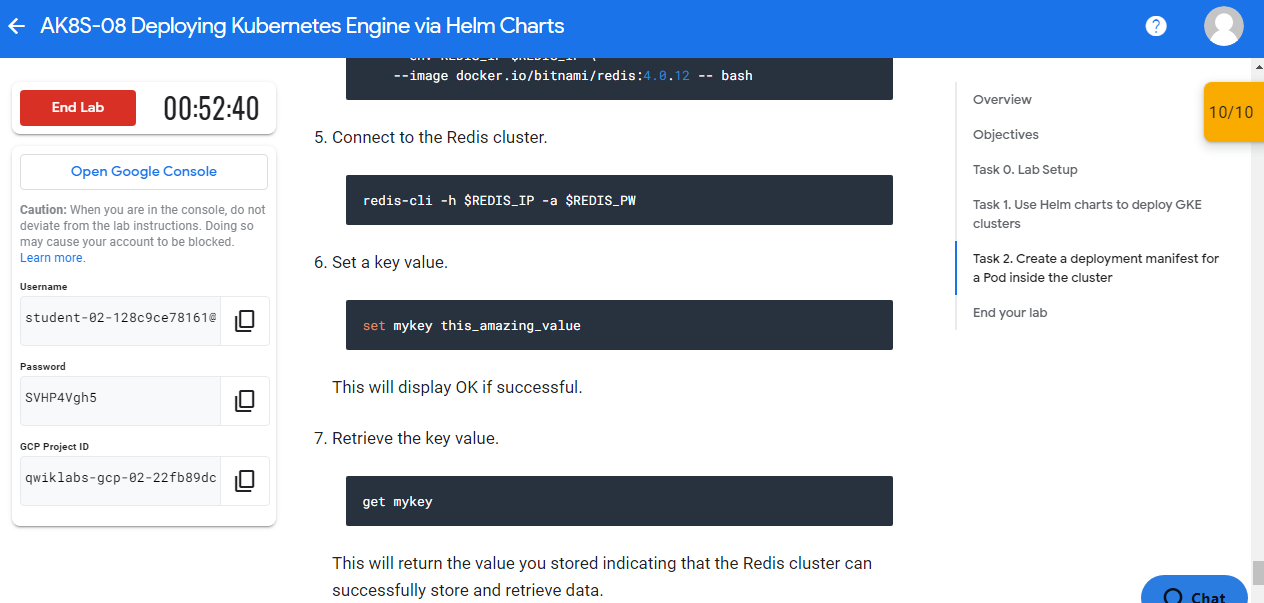 AK8S-08 Deploying Kubernetes Engine via Helm Charts
?
End Lab
00:52:40
Open Google Console
Caution: When you are in the console, do not
deviate from the lab instructions. Doing so
may cause your account to be blocked.
Learn more.
Username
student-02-128c9ce78161@
Password
SVHP4Vgh5
GCP Project ID
qwiklabs-gcp-02-22fb89dc
--image docker.io/bitnami/redis:4.0.12 -- bash
5. Connect to the Redis cluster.
redis-cli -h $REDIS_IP -a $REDIS_PW
6. Set a key value.
set mykey this_amazing_value
This will display OK if successful.
7. Retrieve the key value.
get mykey
This will return the value you stored indicating that the Redis cluster can
successfully store and retrieve data.
Overview
Objectives
Task 0. Lab Setup
Task 1. Use Helm charts to deploy GKE
clusters
Task 2. Create a deployment manifest for
a Pod inside the cluster
End your lab
10/10
Chat